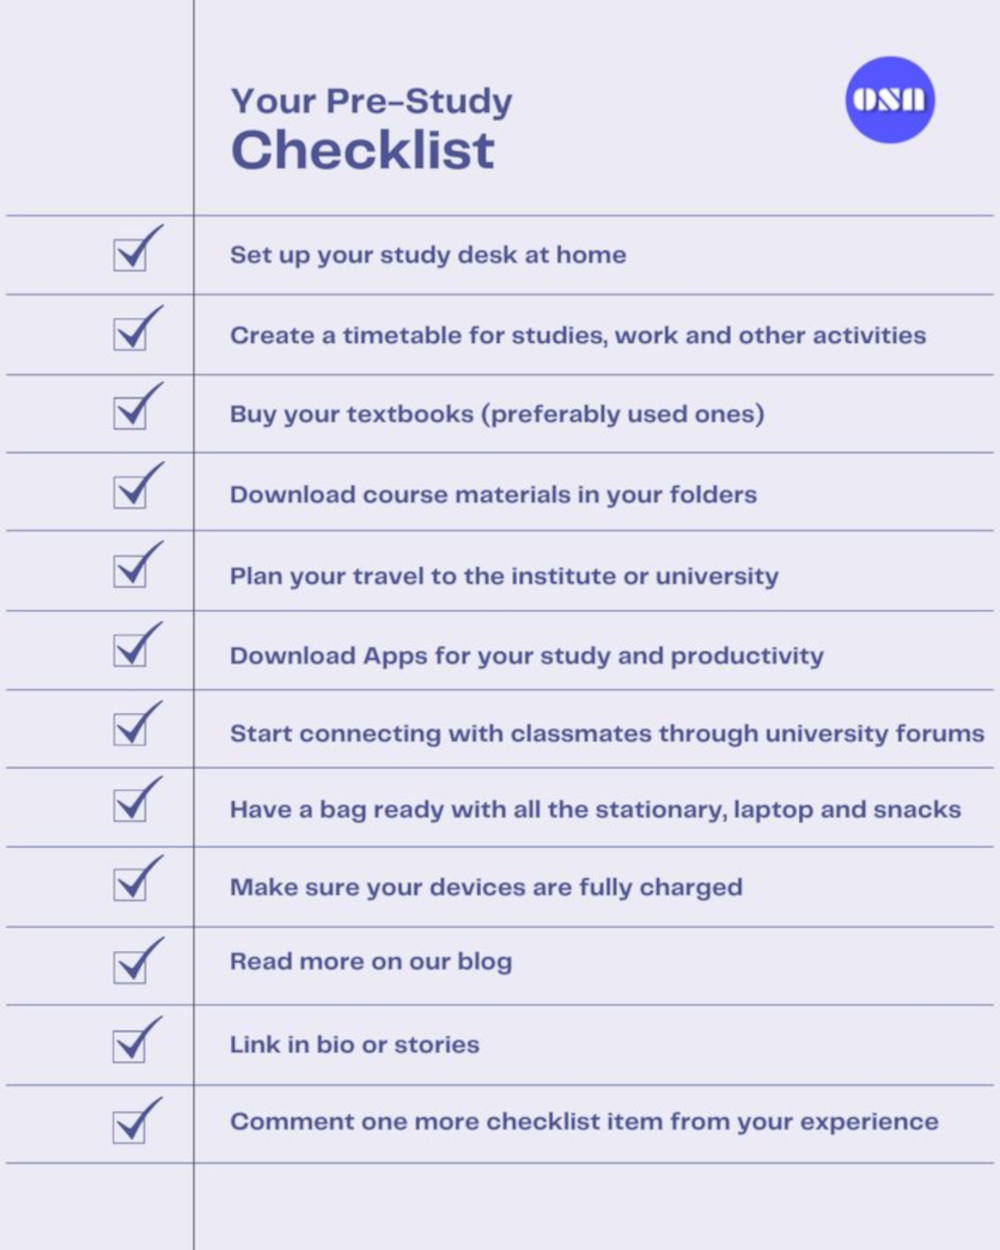 Your Pre-Study
Checklist
OSA
Set up your study desk at home
Create a timetable for studies, work and other activities
Buy your textbooks (preferably used ones)
Download course materials in your folders
Plan your travel to the institute or university
Download Apps for your study and productivity
Start connecting with classmates through university forums
Have a bag ready with all the stationary, laptop and snacks
Make sure your devices are fully charged
Read more on our blog
Link in bio or stories
Comment one more checklist item from your experience